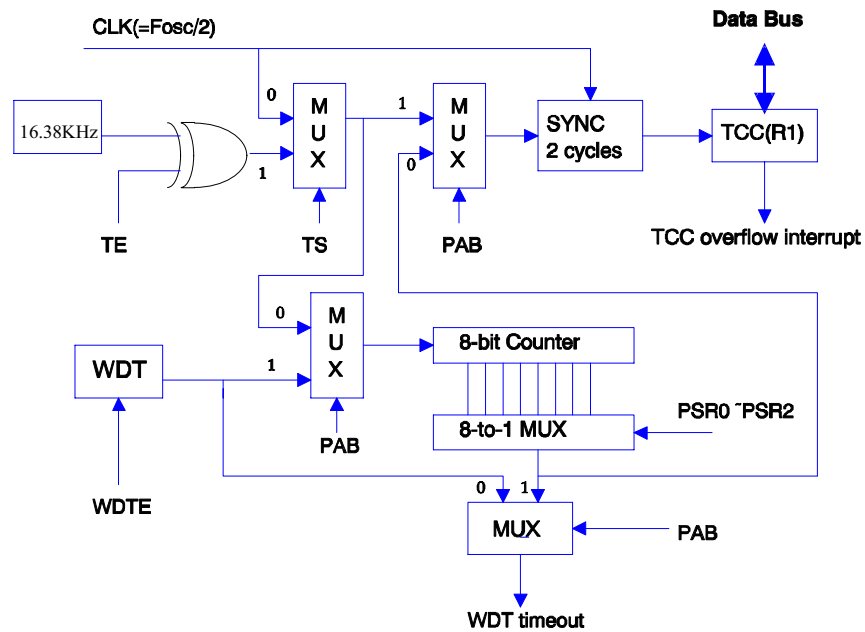 CLK(=Fosc/2)
Data Bus
0
M
U
X
1
M
U
X
SYNC
2 cycles
TCC(R1)
16.38KHz
1
0
TE
TS
PAB
TCC overflow interrupt
0
M
U
X
8-bit Counter
WDT
1
PAB
8-to-1 MUX
PSR0 ~PSR2
WDTE
0
1
MUX
PAB
WDT timeout